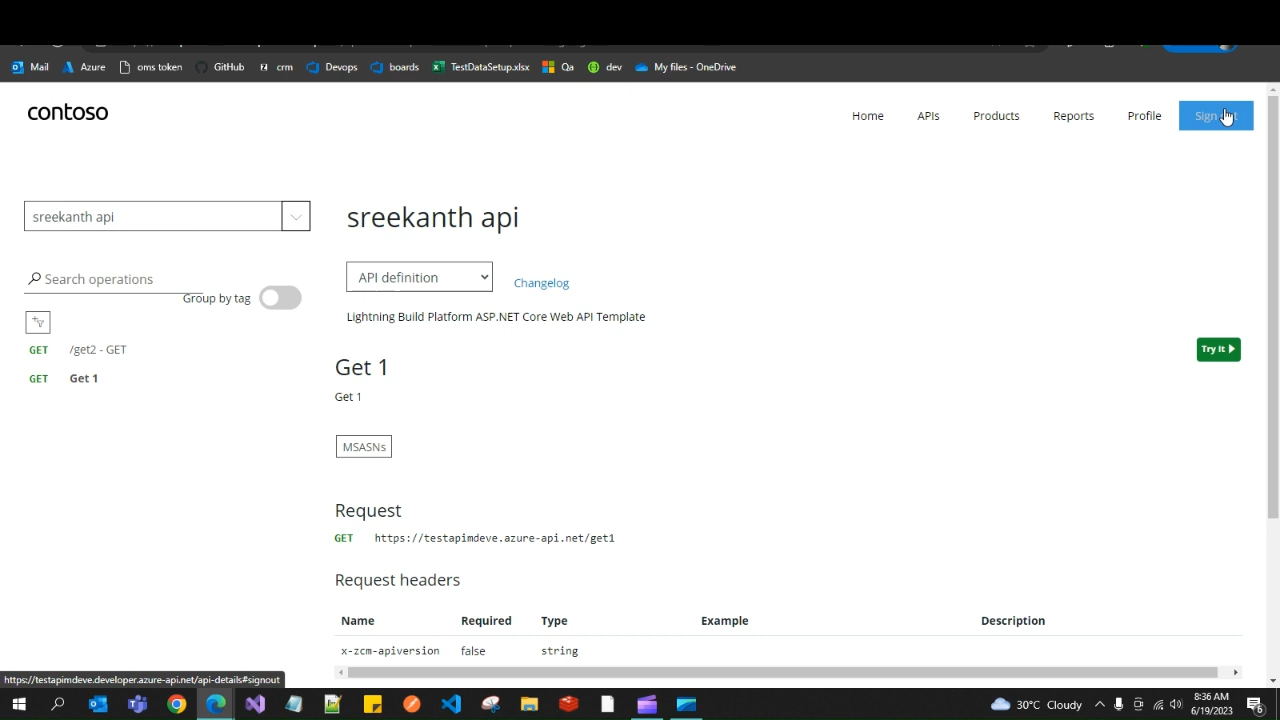 Mail Azure oms token GitHub crm Devops boards TestDataSetup.xlsx Qa dev My files - OneDrive
contoso
Home APIs Products Reports Profile
sreekanth api
sreekanth api
API definition Changelog
Search operations
Group by tag
Lightning Build Platform ASP.NET Core Web API Template
GET /get2 - GET
GET Get 1
Get 1
Try it
Get 1
MSASNs
Request
GET https://testapimdeve.azure-api.net/get1
Request headers
Name Required Type Example Description
x-zcm-apiversion false string
https://testapimdeve.developer.azure-api.net/api-details#signout
30°C Cloudy
8:36 AM
6/19/2023
6